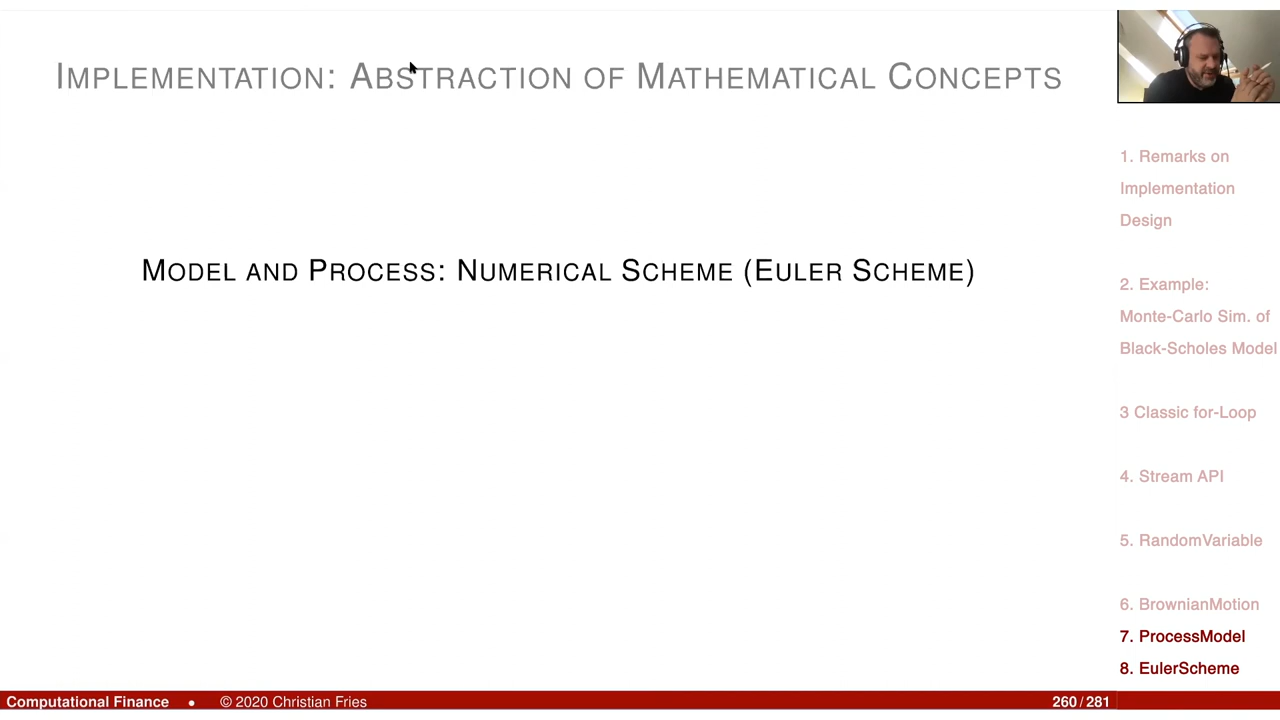 IMPLEMENTATION: ABSTRACTION OF MATHEMATICAL CONCEPTS
MODEL AND PROCESS: NUMERICAL SCHEME (EULER SCHEME)
1. Remarks on
Implementation
Design
2. Example:
Monte-Carlo Sim. of
Black-Scholes Model
3 Classic for-Loop
4. Stream API
5. RandomVariable
6. BrownianMotion
7. ProcessModel
8. EulerScheme
Computational Finance • © 2020 Christian Fries 260 / 281